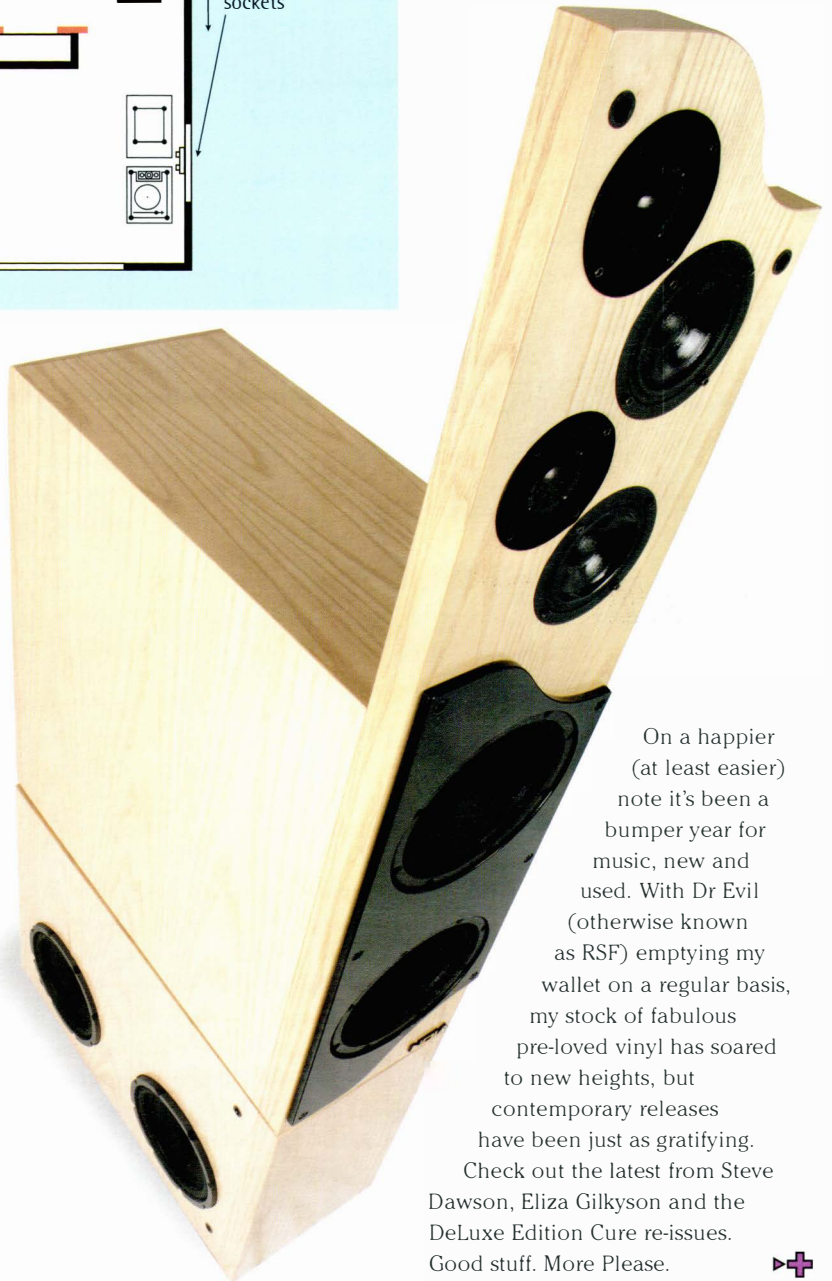 sockets
On a happier
(at least easier)
note it's been a
bumper year for
music, new and
used. With Dr Evil
(otherwise known
as RSF) emptying my
wallet on a regular basis,
my stock of fabulous
pre-loved vinyl has soared
to new heights, but
contemporary releases
have been just as gratifying.
Check out the latest from Steve
Dawson, Eliza Gilkyson and the
DeLuxe Edition Cure re-issues.
Good stuff. More Please.